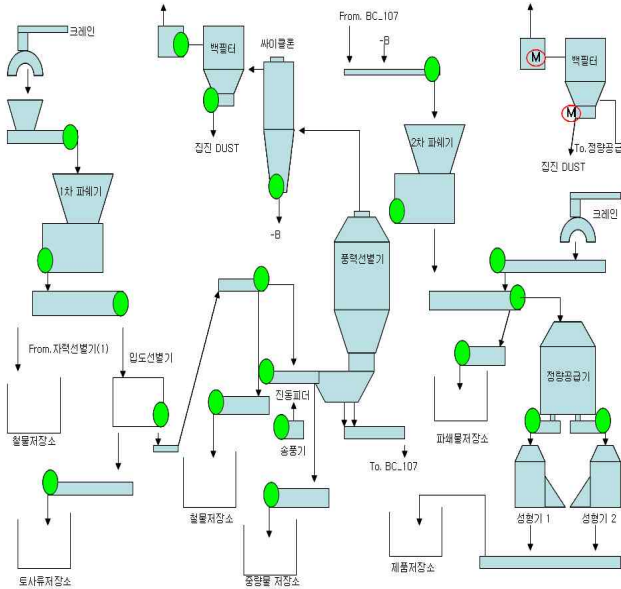 크레인
백필터
싸이클론
From. BC_107
-B
백필터
M
M
집진 DUST
2차 파쉐기
To.정량공급
집진 DUST
1차 파쉐기
크레인
-B
풍력선별기
From.자력선별기(1)
입도선별기
정량공급기
진동피더
철물저장소
송풍기
파쇄물저장소
To. BC_107
성형기 1
성형기 2
철물저장소
토사류저장소
중량물 저장소
제품저장소